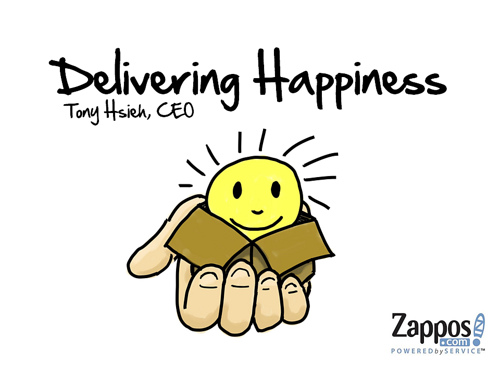 Delivering Happiness
Tony Hsieh, CEO
Zappos
.com
POWERED by SERVICE™